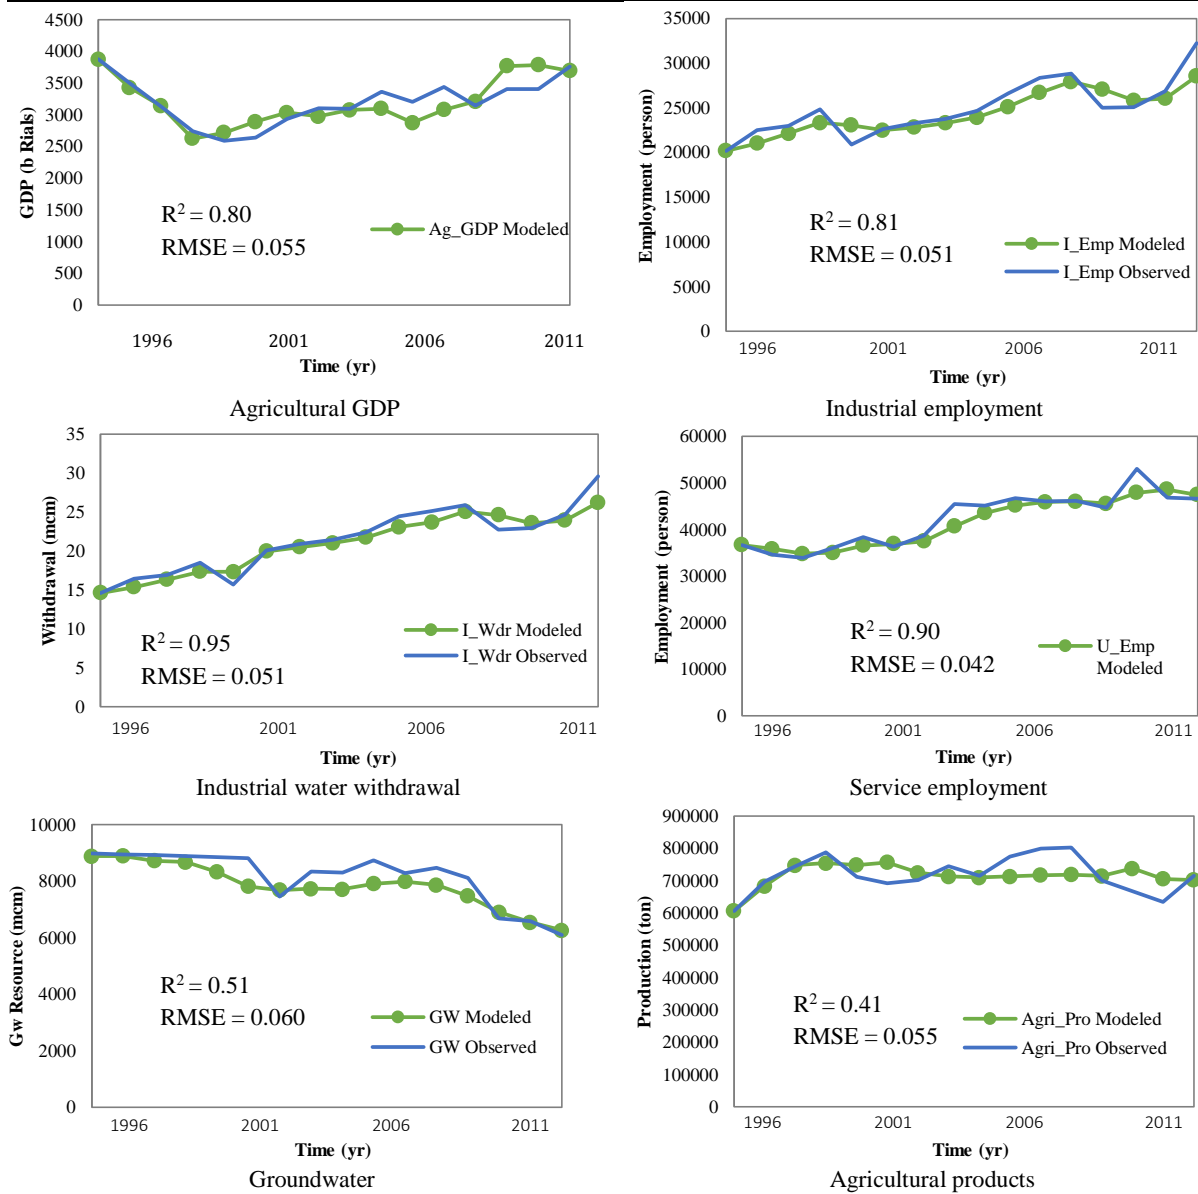 4500
4000
3500
3000
2500
2000
1500
1000
500
0
GDP (b Rials)
R² = 0.80
RMSE = 0.055
Ag_GDP Modeled
1996 2001 2006 2011
Time (yr)
Agricultural GDP
35000
30000
25000
20000
15000
10000
5000
0
Employment (person)
R² = 0.81
RMSE = 0.051
I_Emp Modeled
I_Emp Observed
1996 2001 2006 2011
Time (yr)
Industrial employment
35
30
25
20
15
10
5
0
Withdrawal (mcm)
R² = 0.95
RMSE = 0.051
I_Wdr Modeled
I_Wdr Observed
1996 2001 2006 2011
Time (yr)
Industrial water withdrawal
60000
50000
40000
30000
20000
10000
0
Employment (person)
R² = 0.90
RMSE = 0.042
U_Emp
Modeled
1996 2001 2006 2011
Time (yr)
Service employment
10000
8000
6000
4000
2000
0
Gw Resource (mcm)
R² = 0.51
RMSE = 0.060
GW Modeled
GW Observed
1996 2001 2006 2011
Time (yr)
Groundwater
900000
800000
700000
600000
500000
400000
300000
200000
100000
0
Production (ton)
R² = 0.41
RMSE = 0.055
Agri_Pro Modeled
Agri_Pro Observed
1996 2001 2006 2011
Time (yr)
Agricultural products